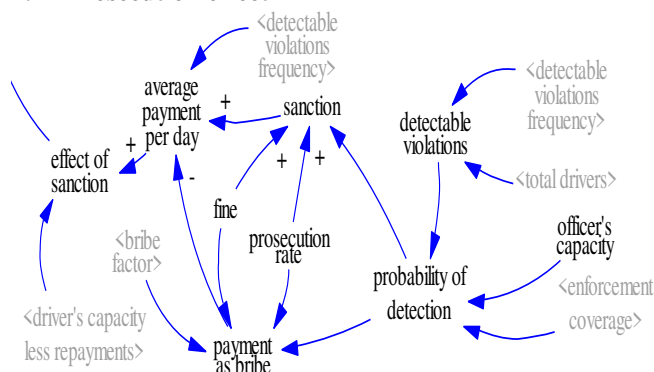 <detectable
violations
frequency>
average
payment
per day
+
sanction
<detectable
violations
frequency>
detectable
violations
+
effect of
sanction
+
+
-
<total drivers>
fine
officer's
capacity
prosecution
rate
<bribe
factor>
probability of
detection
<enforcement
coverage>
<driver's capacity
less repayments>
payment
as bribe